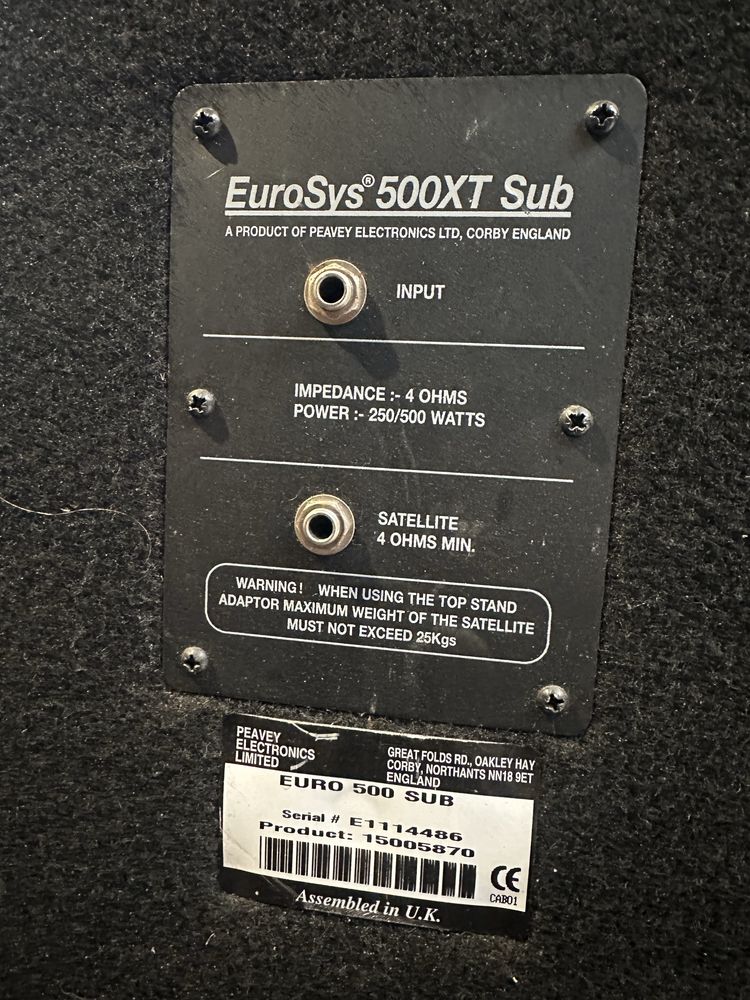 EuroSys® 500XT Sub
A PRODUCT OF PEAVEY ELECTRONICS LTD, CORBY ENGLAND
INPUT
IMPEDANCE :- 4 OHMS
POWER :- 250/500 WATTS
SATELLITE
4 OHMS MIN.
WARNING! WHEN USING THE TOP STAND
ADAPTOR MAXIMUM WEIGHT OF THE SATELLITE
MUST NOT EXCEED 25Kgs
PEAVEY
ELECTRONICS
LIMITED
GREAT FOLDS RD., OAKLEY HAY
CORBY, NORTHANTS NN18 9ET
ENGLAND
EURO 500 SUB
Serial # E1114486
Product: 15005870
CE
CAB01
Assembled in U.K.